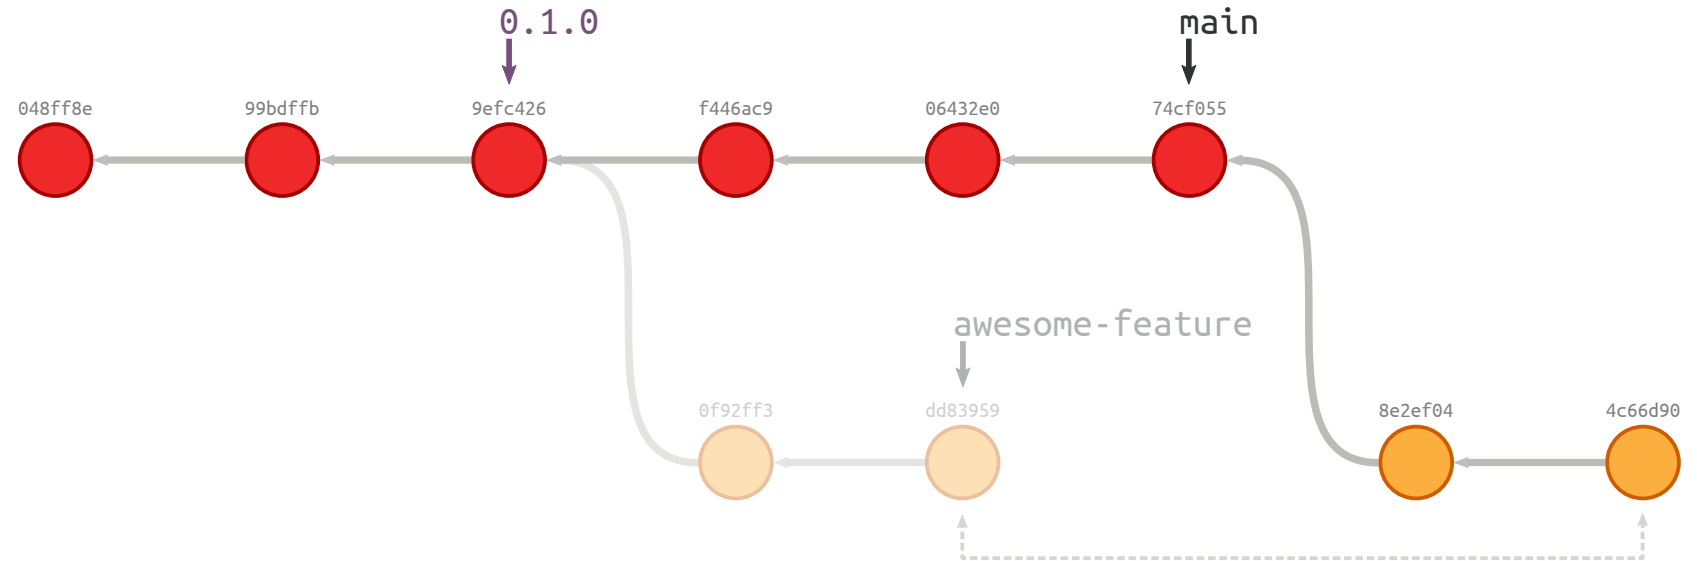 0.1.0
main
048ff8e
99bdffb
9efc426
f446ac9
06432e0
74cf055
awesome-feature
0f92ff3
dd83959
8e2ef04
4c66d90